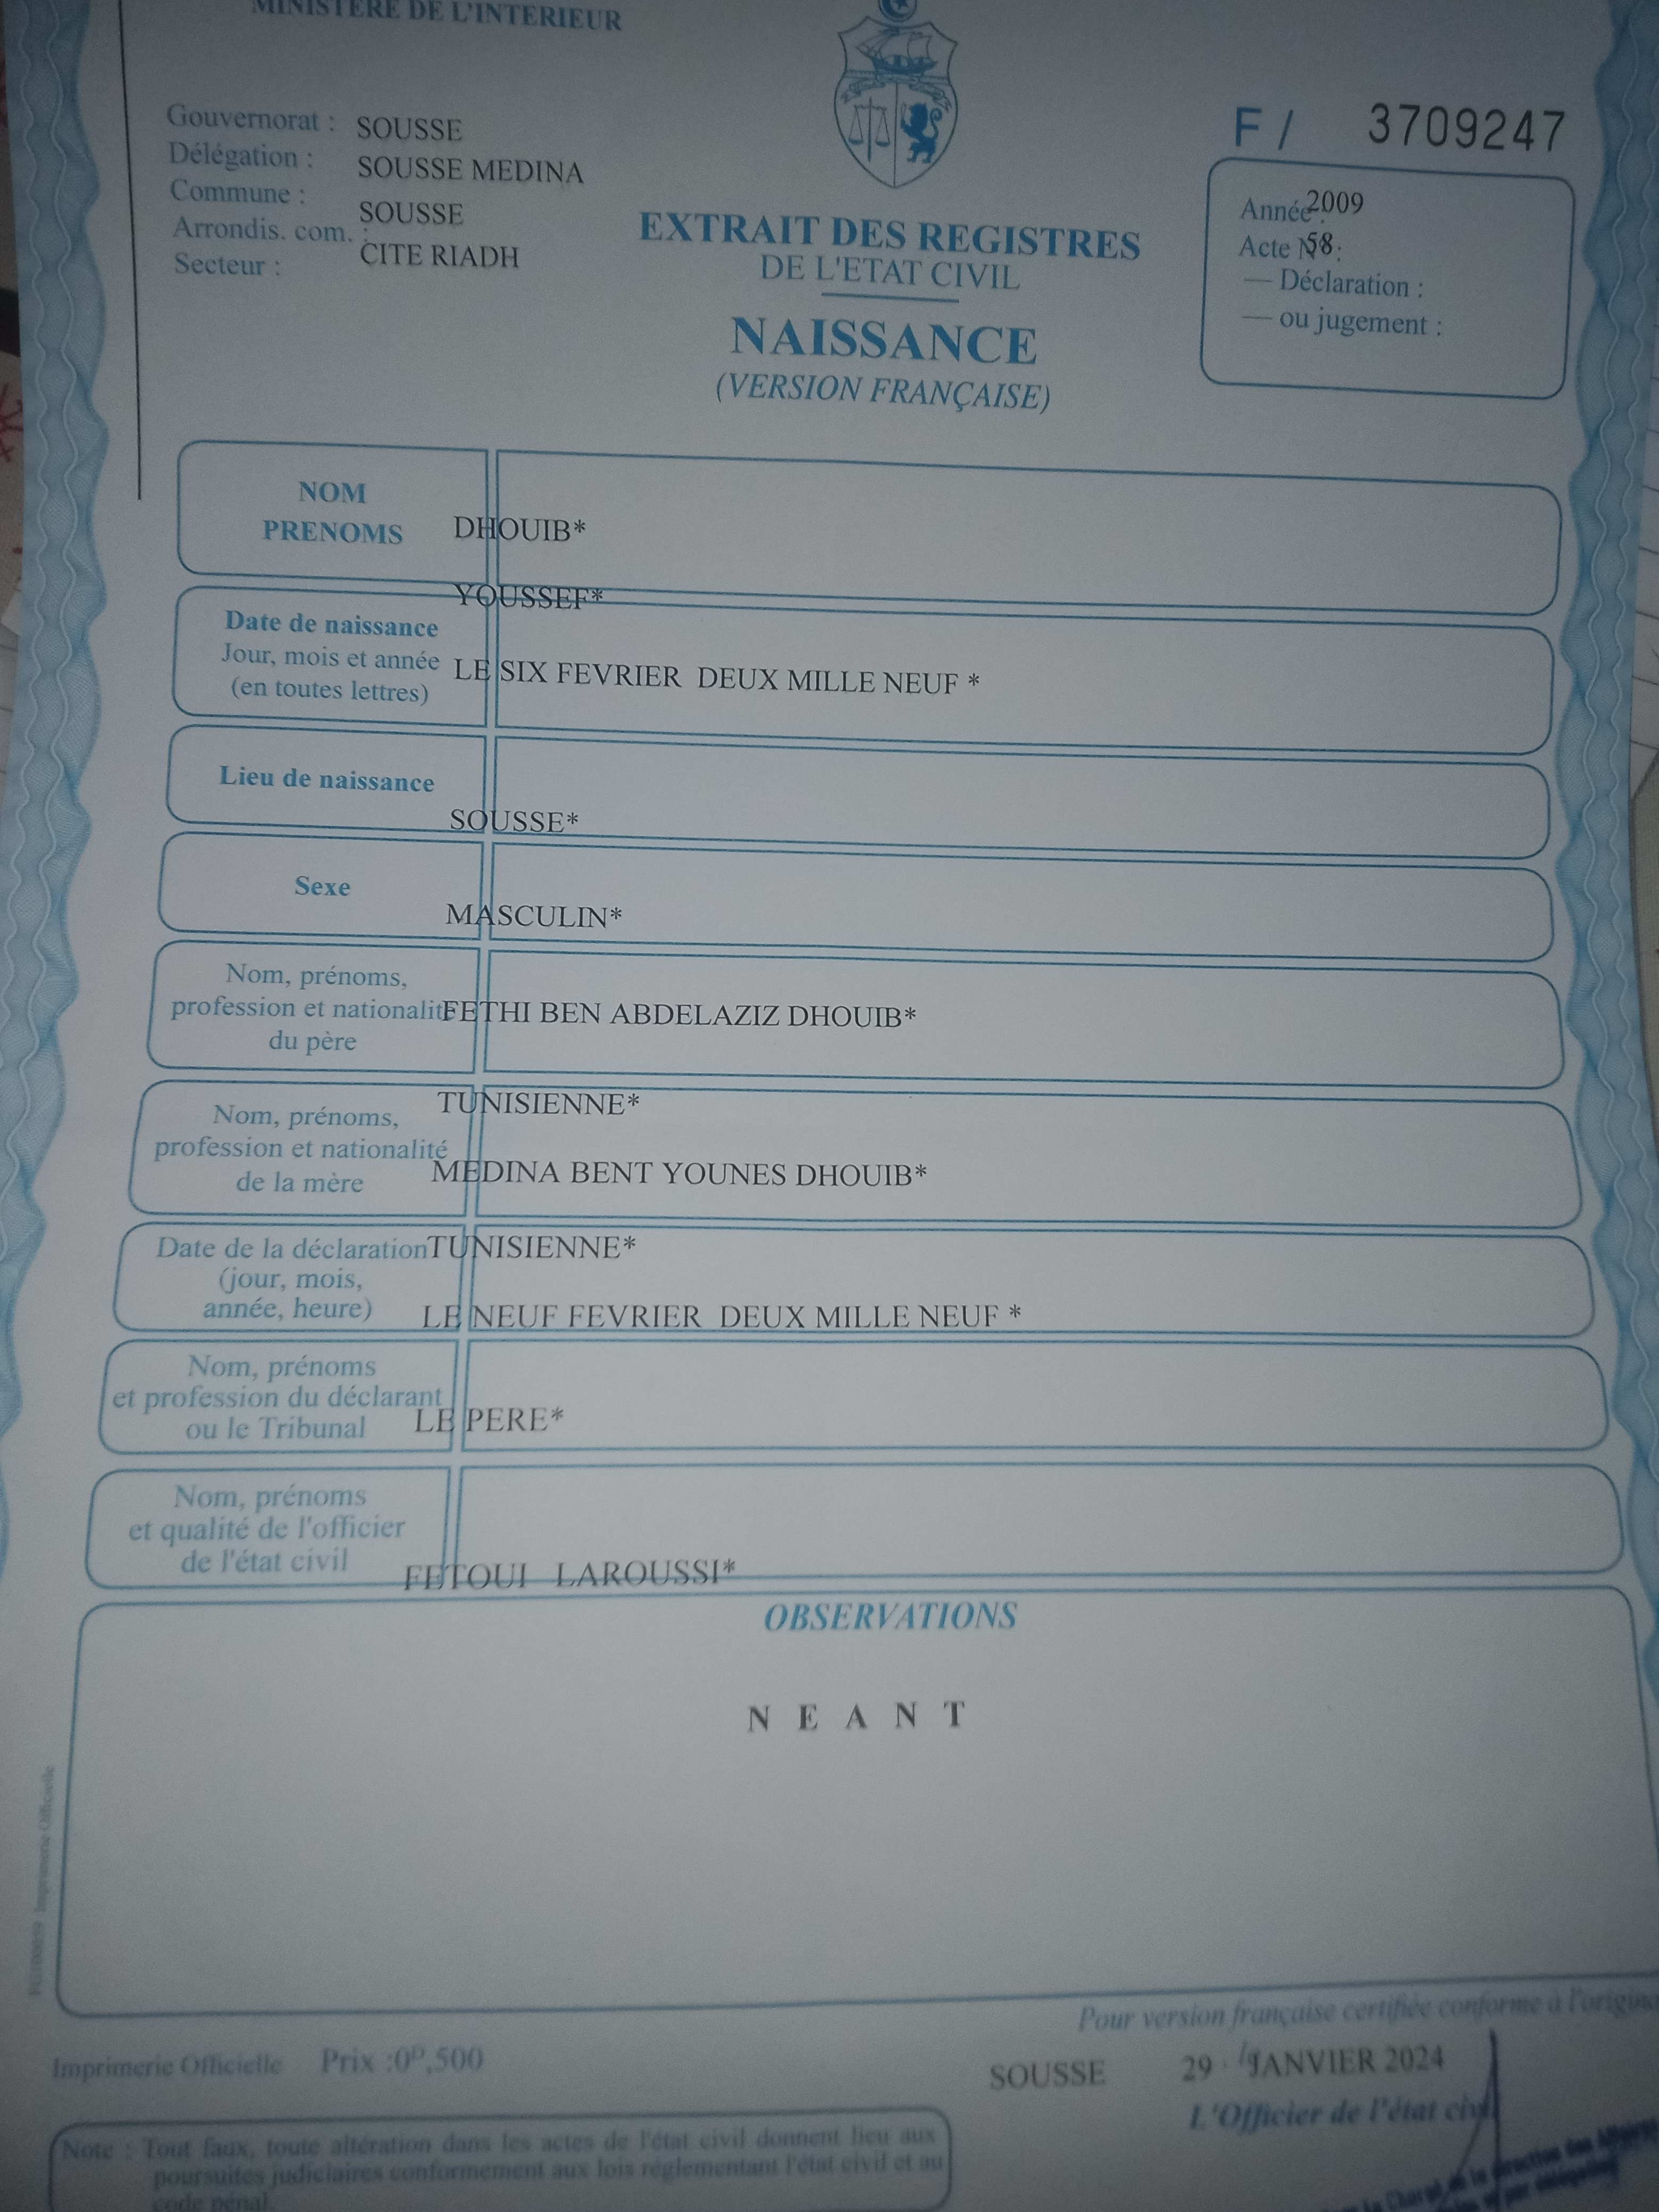 MINISTERE DE L'INTERIEUR
Gouvernorat : SOUSSE
Délégation : SOUSSE MEDINA
Commune : SOUSSE
Arrondis. com. : CITE RIADH
Secteur :
F / 3709247
Année : 2009
Acte N° : 58
— Déclaration :
— ou jugement :
EXTRAIT DES REGISTRES
DE L'ETAT CIVIL
NAISSANCE
(VERSION FRANÇAISE)
NOM
PRENOMS
DHOUIB*
YOUSSEF*
Date de naissance
Jour, mois et année
(en toutes lettres)
LE SIX FEVRIER DEUX MILLE NEUF *
Lieu de naissance
SOUSSE*
Sexe
MASCULIN*
Nom, prénoms,
profession et nationalité
du père
FETHI BEN ABDELAZIZ DHOUIB*
TUNISIENNE*
Nom, prénoms,
profession et nationalité
de la mère
MEDINA BENT YOUNES DHOUIB*
TUNISIENNE*
Date de la déclaration
(jour, mois,
année, heure)
LE NEUF FEVRIER DEUX MILLE NEUF *
Nom, prénoms
et profession du déclarant
ou le Tribunal
LE PERE*
Nom, prénoms
et qualité de l'officier
de l'état civil
FETOUI LAROUSSI*
OBSERVATIONS
N E A N T
Imprimerie Officielle
Pour version française certifiée conforme à l'origina
Imprimerie Officielle Prix :0ᴰ,500
SOUSSE 29 JANVIER 2024
L'Officier de l'état civil
Note : Tout faux, toute altération dans les actes de l'état civil donnent lieu aux
poursuites judiciaires conformement aux lois réglementant l'état civil et au
code pénal.